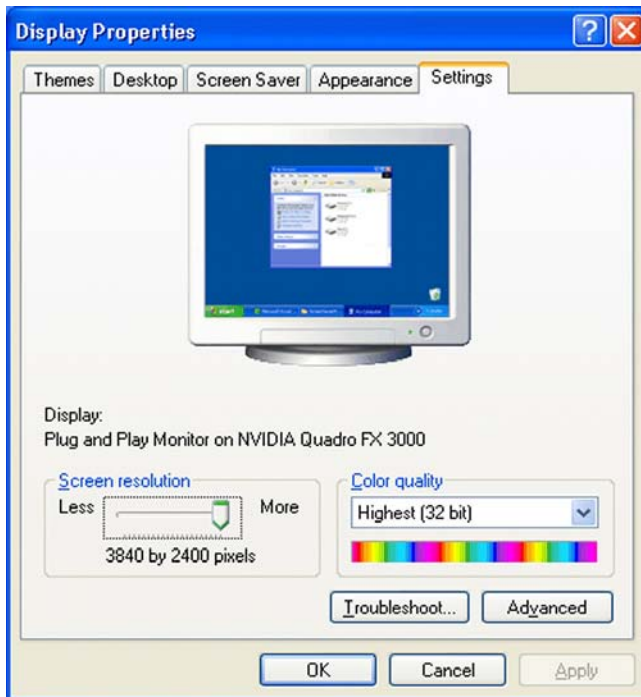 Display Properties
Themes Desktop Screen Saver Appearance Settings
start
Display:
Plug and Play Monitor on NVIDIA Quadro FX 3000
Screen resolution
Less More
3840 by 2400 pixels
Color quality
Highest (32 bit)
Troubleshoot... Advanced
OK Cancel Apply